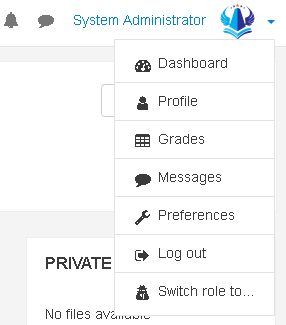 System Administrator
Dashboard
Profile
Grades
Messages
Preferences
Log out
Switch role to...
PRIVATE
No files available